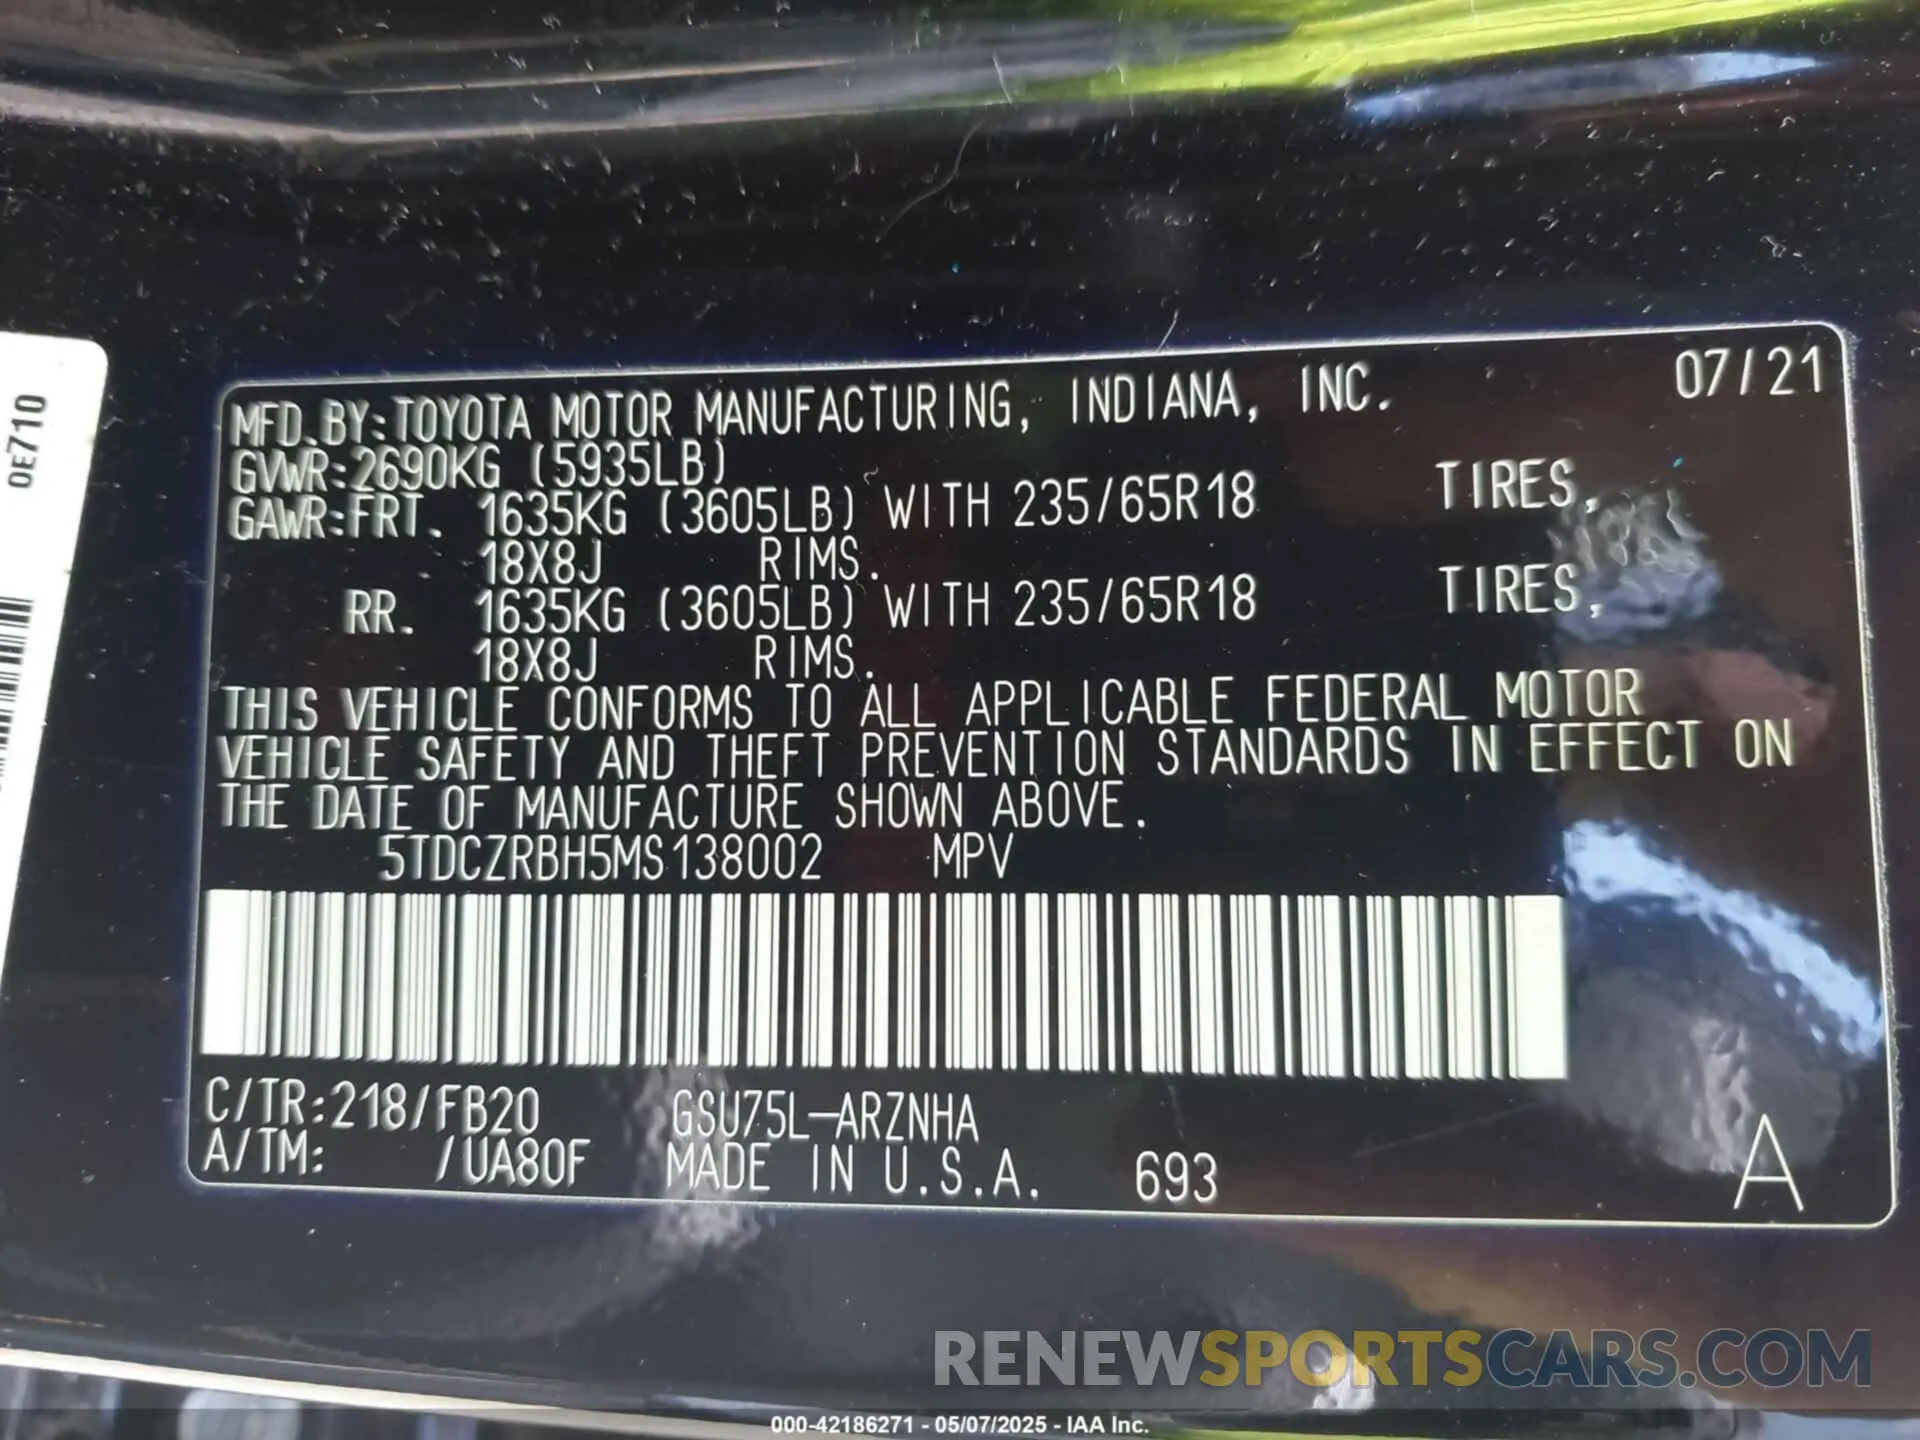 MFD.BY:TOYOTA MOTOR MANUFACTURING, INDIANA, INC. 07/21
GVWR:2690KG (5935LB)
GAWR:FRT. 1635KG (3605LB) WITH 235/65R18 TIRES,
18X8J RIMS.
RR. 1635KG (3605LB) WITH 235/65R18 TIRES,
18X8J RIMS.
THIS VEHICLE CONFORMS TO ALL APPLICABLE FEDERAL MOTOR
VEHICLE SAFETY AND THEFT PREVENTION STANDARDS IN EFFECT ON
THE DATE OF MANUFACTURE SHOWN ABOVE.
5TDCZRBH5MS138002 MPV
C/TR:218/FB20 GSU75L-ARZNHA
A/TM: /UA80F MADE IN U.S.A. 693 A
0E710
RENEWSPORTSCARS.COM
000-42186271 - 05/07/2025 - IAA Inc.